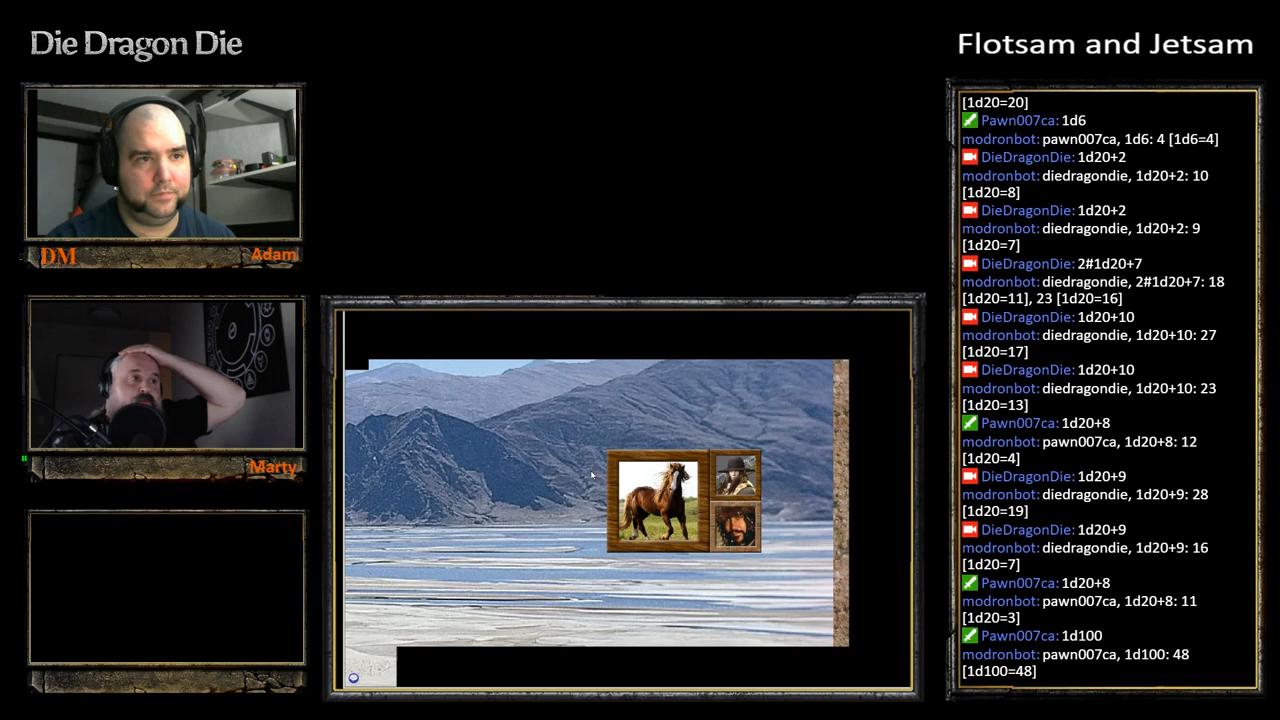 Die Dragon Die
Flotsam and Jetsam
DM
Adam
Marty
[1d20=20]
Pawn007ca: 1d6
modronbot: pawn007ca, 1d6: 4 [1d6=4]
DieDragonDie: 1d20+2
modronbot: diedragondie, 1d20+2: 10
[1d20=8]
DieDragonDie: 1d20+2
modronbot: diedragondie, 1d20+2: 9
[1d20=7]
DieDragonDie: 2#1d20+7
modronbot: diedragondie, 2#1d20+7: 18
[1d20=11], 23 [1d20=16]
DieDragonDie: 1d20+10
modronbot: diedragondie, 1d20+10: 27
[1d20=17]
DieDragonDie: 1d20+10
modronbot: diedragondie, 1d20+10: 23
[1d20=13]
Pawn007ca: 1d20+8
modronbot: pawn007ca, 1d20+8: 12
[1d20=4]
DieDragonDie: 1d20+9
modronbot: diedragondie, 1d20+9: 28
[1d20=19]
DieDragonDie: 1d20+9
modronbot: diedragondie, 1d20+9: 16
[1d20=7]
Pawn007ca: 1d20+8
modronbot: pawn007ca, 1d20+8: 11
[1d20=3]
Pawn007ca: 1d100
modronbot: pawn007ca, 1d100: 48
[1d100=48]